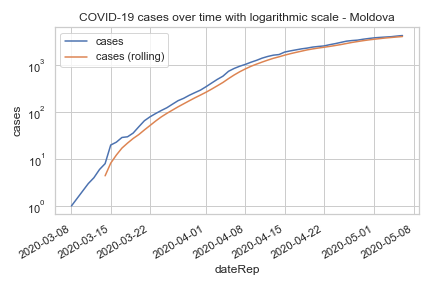 COVID-19 cases over time with logarithmic scale - Moldova
cases
cases (rolling)
10³
10²
10¹
10⁰
cases
2020-03-08
2020-03-15
2020-03-22
2020-04-01
2020-04-08
2020-04-15
2020-04-22
2020-05-01
2020-05-08
dateRep